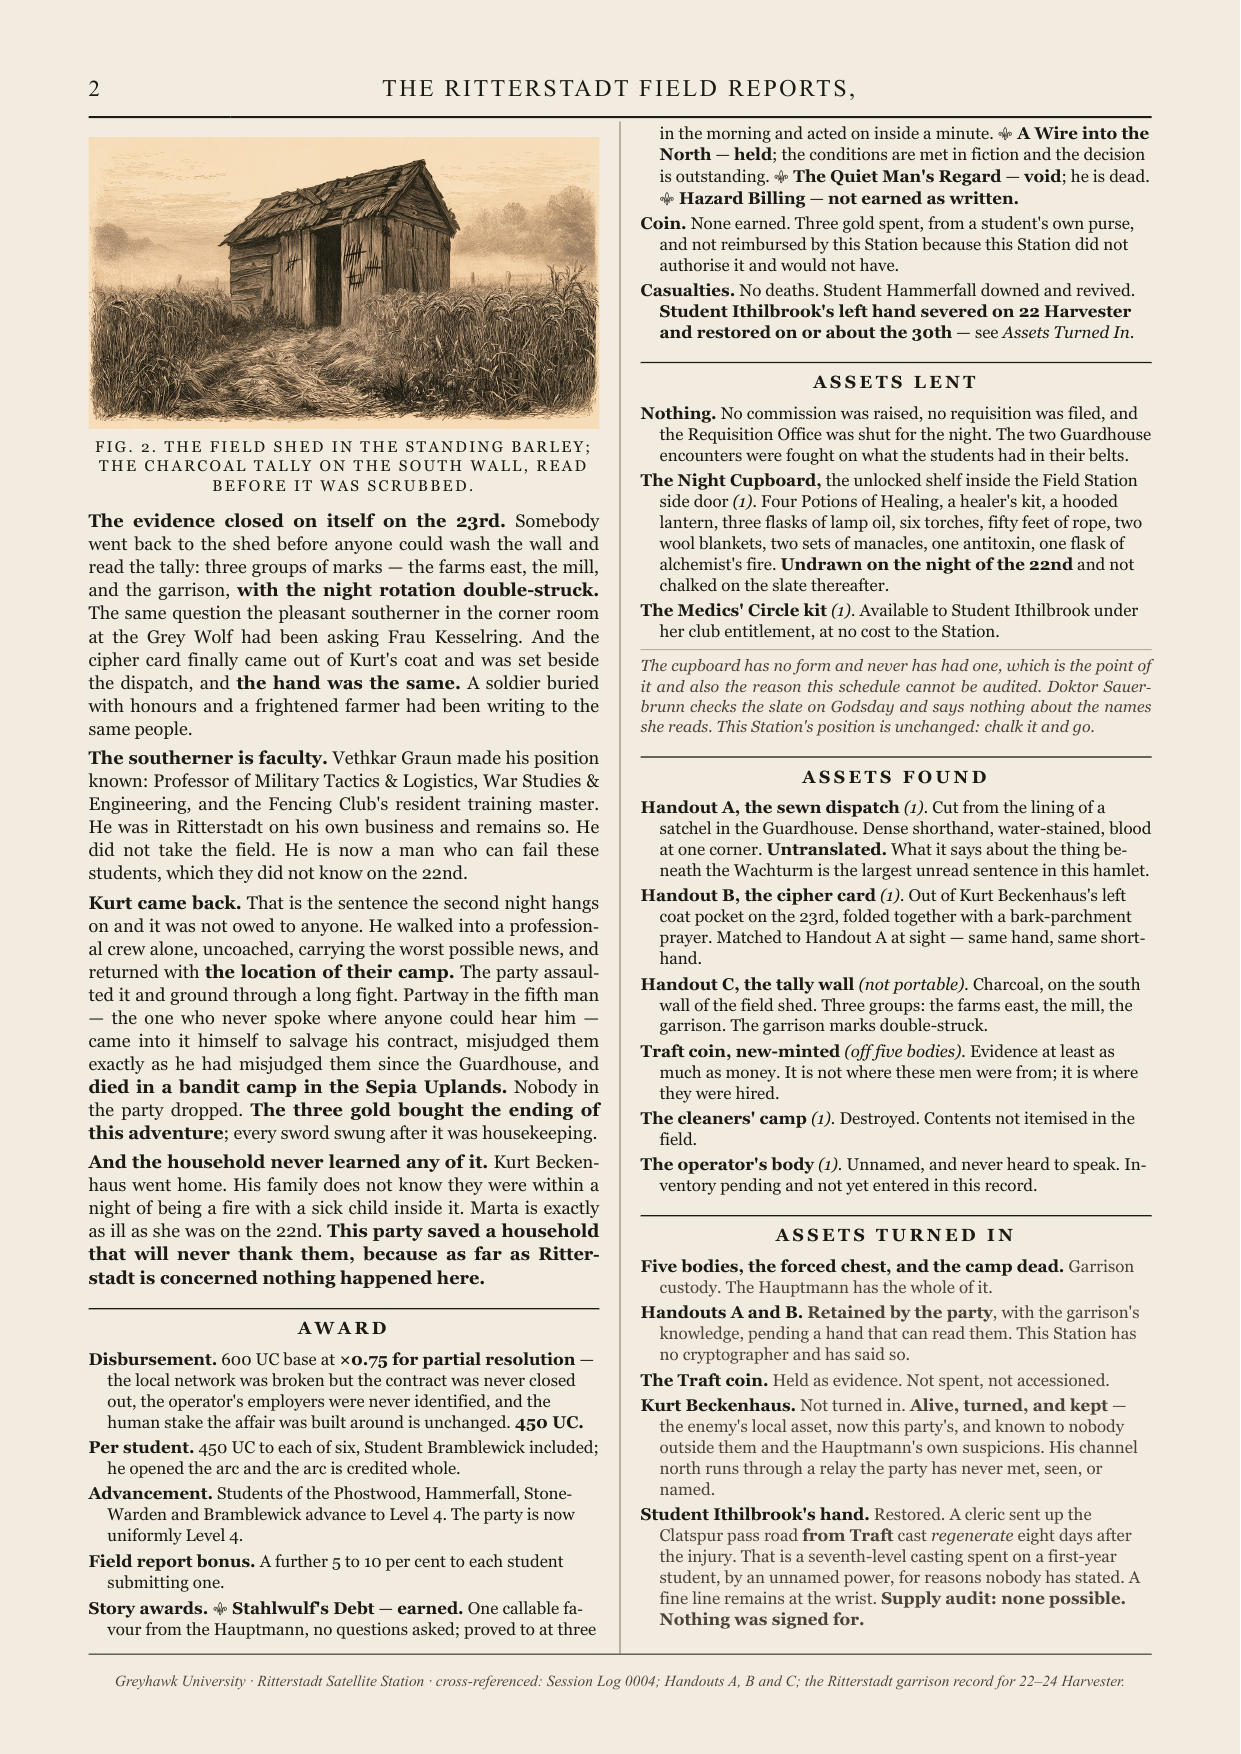 2
THE RITTERSTADT FIELD REPORTS,
FIG. 2. THE FIELD SHED IN THE STANDING BARLEY;
THE CHARCOAL TALLY ON THE SOUTH WALL, READ
BEFORE IT WAS SCRUBBED.
The evidence closed on itself on the 23rd. Somebody
went back to the shed before anyone could wash the wall and
read the tally: three groups of marks — the farms east, the mill,
and the garrison, with the night rotation double-struck.
The same question the pleasant southerner in the corner room
at the Grey Wolf had been asking Frau Kesselring. And the
cipher card finally came out of Kurt's coat and was set beside
the dispatch, and the hand was the same. A soldier buried
with honours and a frightened farmer had been writing to the
same people.
The southerner is faculty. Vethkar Graun made his position
known: Professor of Military Tactics & Logistics, War Studies &
Engineering, and the Fencing Club's resident training master.
He was in Ritterstadt on his own business and remains so. He
did not take the field. He is now a man who can fail these
students, which they did not know on the 22nd.
Kurt came back. That is the sentence the second night hangs
on and it was not owed to anyone. He walked into a profession-
al crew alone, uncoached, carrying the worst possible news, and
returned with the location of their camp. The party assaul-
ted it and ground through a long fight. Partway in the fifth man
— the one who never spoke where anyone could hear him —
came into it himself to salvage his contract, misjudged them
exactly as he had misjudged them since the Guardhouse, and
died in a bandit camp in the Sepia Uplands. Nobody in
the party dropped. The three gold bought the ending of
this adventure; every sword swung after it was housekeeping.
And the household never learned any of it. Kurt Becken-
haus went home. His family does not know they were within a
night of being a fire with a sick child inside it. Marta is exactly
as ill as she was on the 22nd. This party saved a household
that will never thank them, because as far as Ritter-
stadt is concerned nothing happened here.
AWARD
Disbursement. 600 UC base at ×0.75 for partial resolution —
the local network was broken but the contract was never closed
out, the operator's employers were never identified, and the
human stake the affair was built around is unchanged. 450 UC.
Per student. 450 UC to each of six, Student Bramblewick included;
he opened the arc and the arc is credited whole.
Advancement. Students of the Phostwood, Hammerfall, Stone-
Warden and Bramblewick advance to Level 4. The party is now
uniformly Level 4.
Field report bonus. A further 5 to 10 per cent to each student
submitting one.
Story awards. ⚜ Stahlwulf's Debt — earned. One callable fa-
vour from the Hauptmann, no questions asked; proved to at three
in the morning and acted on inside a minute. ⚜ A Wire into the
North — held; the conditions are met in fiction and the decision
is outstanding. ⚜ The Quiet Man's Regard — void; he is dead.
⚜ Hazard Billing — not earned as written.
Coin. None earned. Three gold spent, from a student's own purse,
and not reimbursed by this Station because this Station did not
authorise it and would not have.
Casualties. No deaths. Student Hammerfall downed and revived.
Student Ithilbrook's left hand severed on 22 Harvester
and restored on or about the 30th — see Assets Turned In.
ASSETS LENT
Nothing. No commission was raised, no requisition was filed, and
the Requisition Office was shut for the night. The two Guardhouse
encounters were fought on what the students had in their belts.
The Night Cupboard, the unlocked shelf inside the Field Station
side door (1). Four Potions of Healing, a healer's kit, a hooded
lantern, three flasks of lamp oil, six torches, fifty feet of rope, two
wool blankets, two sets of manacles, one antitoxin, one flask of
alchemist's fire. Undrawn on the night of the 22nd and not
chalked on the slate thereafter.
The Medics' Circle kit (1). Available to Student Ithilbrook under
her club entitlement, at no cost to the Station.
The cupboard has no form and never has had one, which is the point of
it and also the reason this schedule cannot be audited. Doktor Sauer-
brunn checks the slate on Godsday and says nothing about the names
she reads. This Station's position is unchanged: chalk it and go.
ASSETS FOUND
Handout A, the sewn dispatch (1). Cut from the lining of a
satchel in the Guardhouse. Dense shorthand, water-stained, blood
at one corner. Untranslated. What it says about the thing be-
neath the Wachturm is the largest unread sentence in this hamlet.
Handout B, the cipher card (1). Out of Kurt Beckenhaus's left
coat pocket on the 23rd, folded together with a bark-parchment
prayer. Matched to Handout A at sight — same hand, same short-
hand.
Handout C, the tally wall (not portable). Charcoal, on the south
wall of the field shed. Three groups: the farms east, the mill, the
garrison. The garrison marks double-struck.
Traft coin, new-minted (off five bodies). Evidence at least as
much as money. It is not where these men were from; it is where
they were hired.
The cleaners' camp (1). Destroyed. Contents not itemised in the
field.
The operator's body (1). Unnamed, and never heard to speak. In-
ventory pending and not yet entered in this record.
ASSETS TURNED IN
Five bodies, the forced chest, and the camp dead. Garrison
custody. The Hauptmann has the whole of it.
Handouts A and B. Retained by the party, with the garrison's
knowledge, pending a hand that can read them. This Station has
no cryptographer and has said so.
The Traft coin. Held as evidence. Not spent, not accessioned.
Kurt Beckenhaus. Not turned in. Alive, turned, and kept —
the enemy's local asset, now this party's, and known to nobody
outside them and the Hauptmann's own suspicions. His channel
north runs through a relay the party has never met, seen, or
named.
Student Ithilbrook's hand. Restored. A cleric sent up the
Clatspur pass road from Traft cast regenerate eight days after
the injury. That is a seventh-level casting spent on a first-year
student, by an unnamed power, for reasons nobody has stated. A
fine line remains at the wrist. Supply audit: none possible.
Nothing was signed for.
Greyhawk University · Ritterstadt Satellite Station · cross-referenced: Session Log 0004; Handouts A, B and C; the Ritterstadt garrison record for 22–24 Harvester.